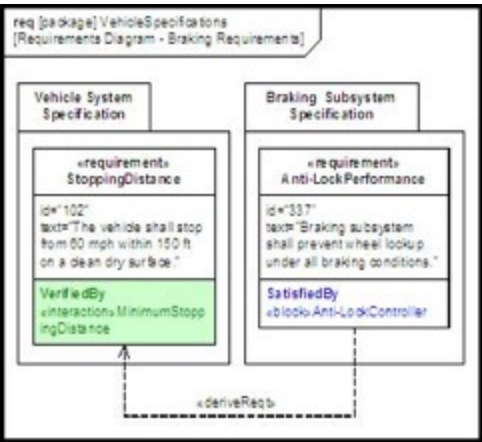 req [package] VehicleSpecifications
[Requirements Diagram - Braking Requirements]
Vehicle System
Specification
Braking Subsystem
Specification
«requirement»
StoppingDistance
id="102"
text="The vehicle shall stop
from 60 mph within 150 ft
on a clean dry surface."
VerifiedBy
«interaction» MinimumStopp
ingDistance
«requirement»
Anti-LockPerformance
id="337"
text="Braking subsystem
shall prevent wheel lockup
under all braking conditions."
SatisfiedBy
«block» Anti-LockController
«deriveReqt»